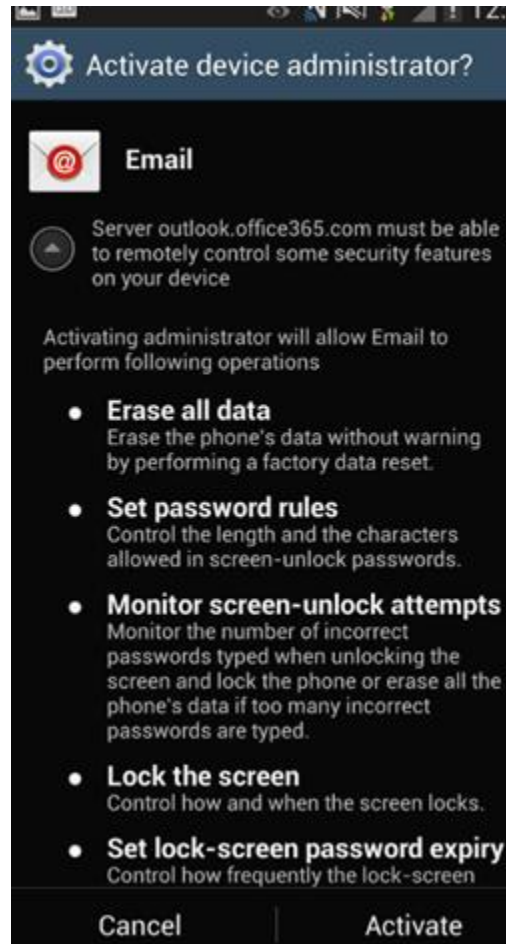 12.
Activate device administrator?
Email
Server outlook.office365.com must be able
to remotely control some security features
on your device
Activating administrator will allow Email to
perform following operations
Erase all data
Erase the phone's data without warning
by performing a factory data reset.
Set password rules
Control the length and the characters
allowed in screen-unlock passwords.
Monitor screen-unlock attempts
Monitor the number of incorrect
passwords typed when unlocking the
screen and lock the phone or erase all the
phone's data if too many incorrect
passwords are typed.
Lock the screen
Control how and when the screen locks.
Set lock-screen password expiry
Control how frequently the lock-screen
Cancel
Activate